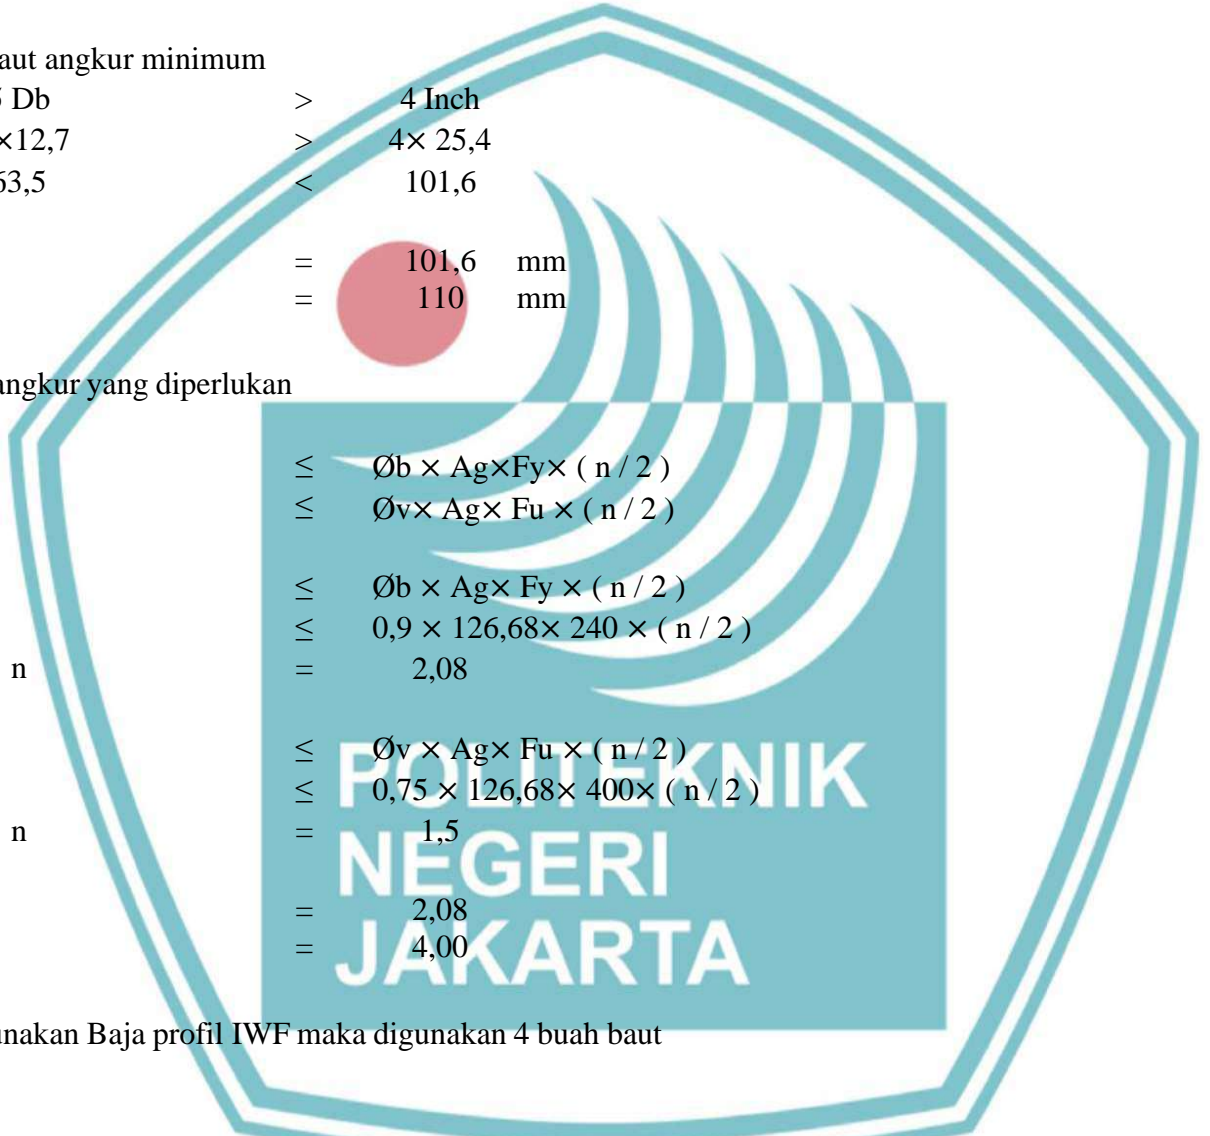 aut angkur minimum
5 Db > 4 Inch
×12,7 > 4× 25,4
63,5 < 101,6
= 101,6 mm
= 110 mm
angkur yang diperlukan
≤ Øb × Ag×Fy× ( n / 2 )
≤ Øv× Ag× Fu × ( n / 2 )
≤ Øb × Ag× Fy × ( n / 2 )
≤ 0,9 × 126,68× 240 × ( n / 2 )
n = 2,08
≤ Øv × Ag× Fu × ( n / 2 )
≤ 0,75 × 126,68× 400× ( n / 2 )
n = 1,5
= 2,08
= 4,00
unakan Baja profil IWF maka digunakan 4 buah baut
POLITEKNIK
NEGERI
JAKARTA